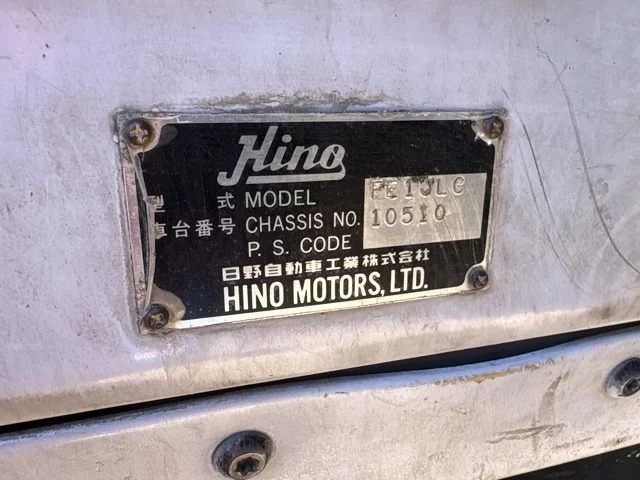 Hino
型 式 MODEL
車台番号 CHASSIS NO. 10510
P. S. CODE
日野自動車工業株式会社
HINO MOTORS, LTD.